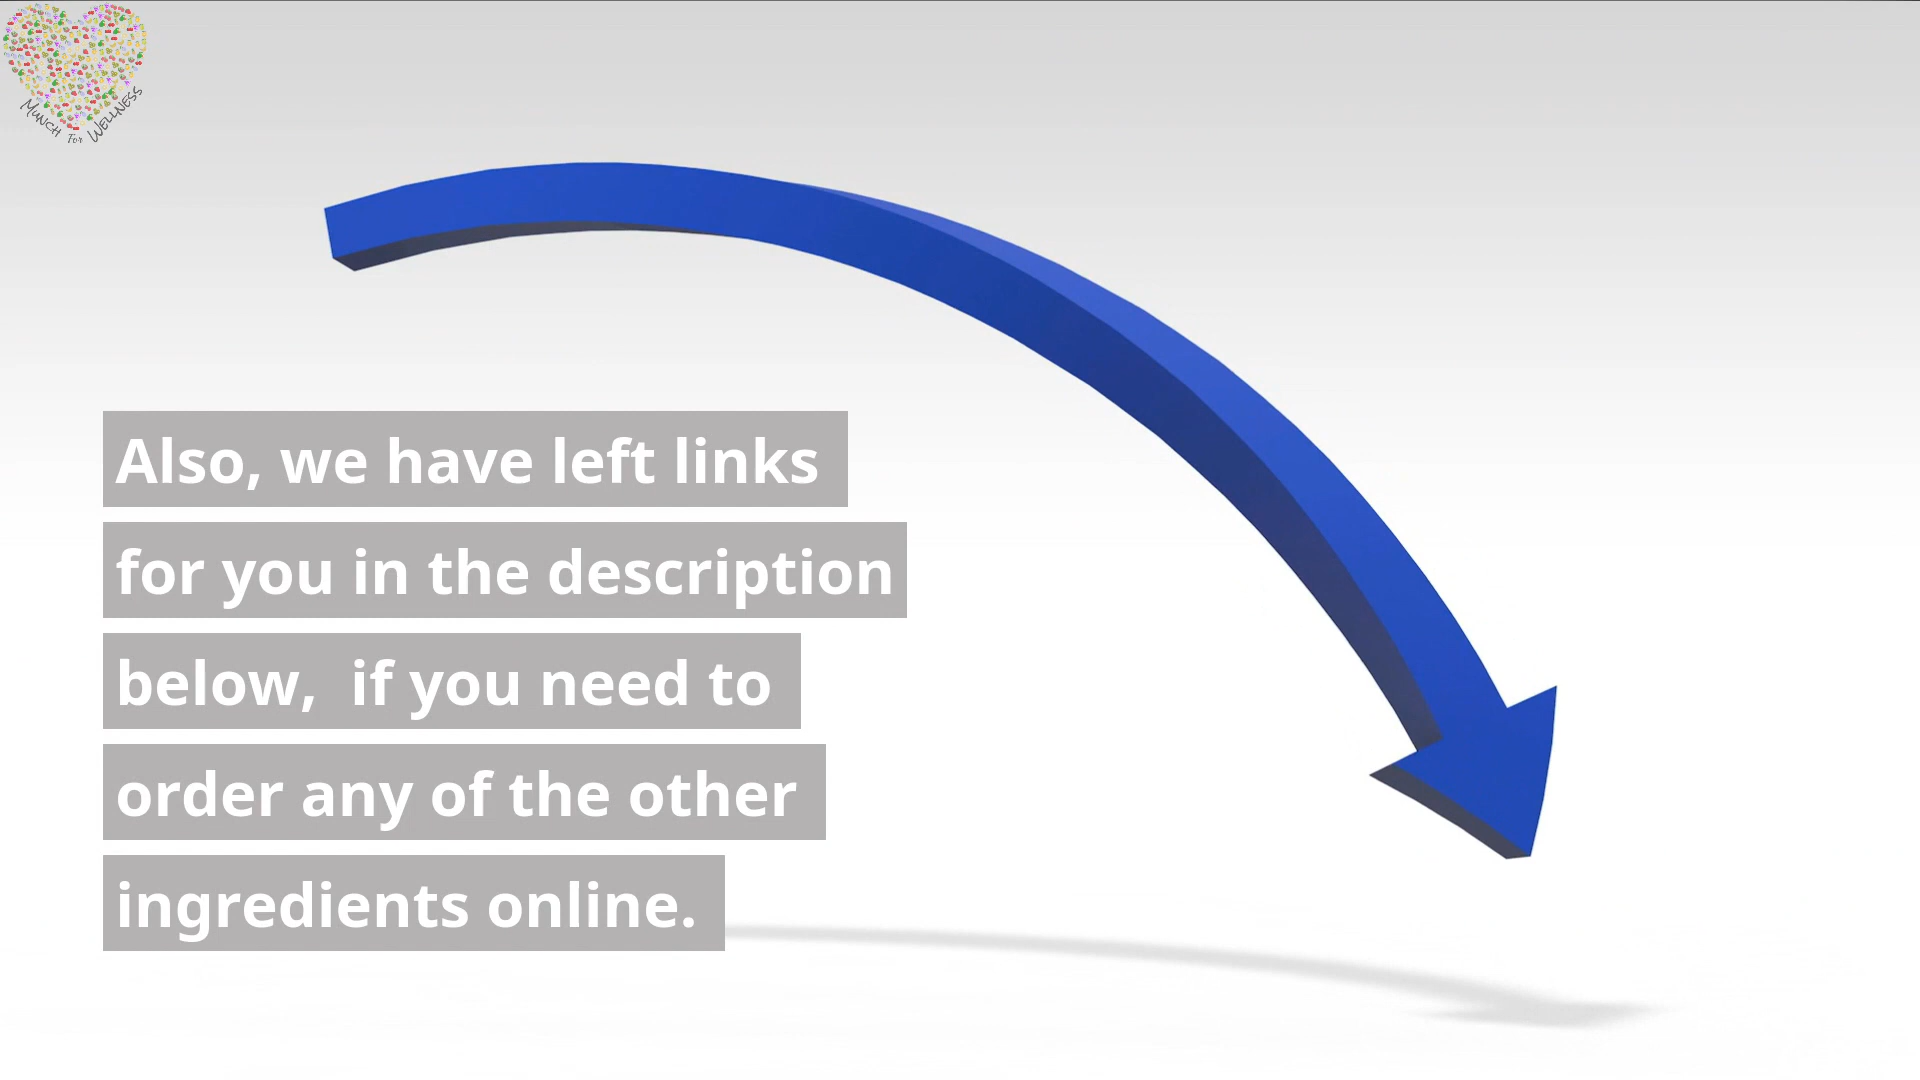 Munch For Wellness
Also, we have left links
for you in the description
below,  if you need to
order any of the other
ingredients online.